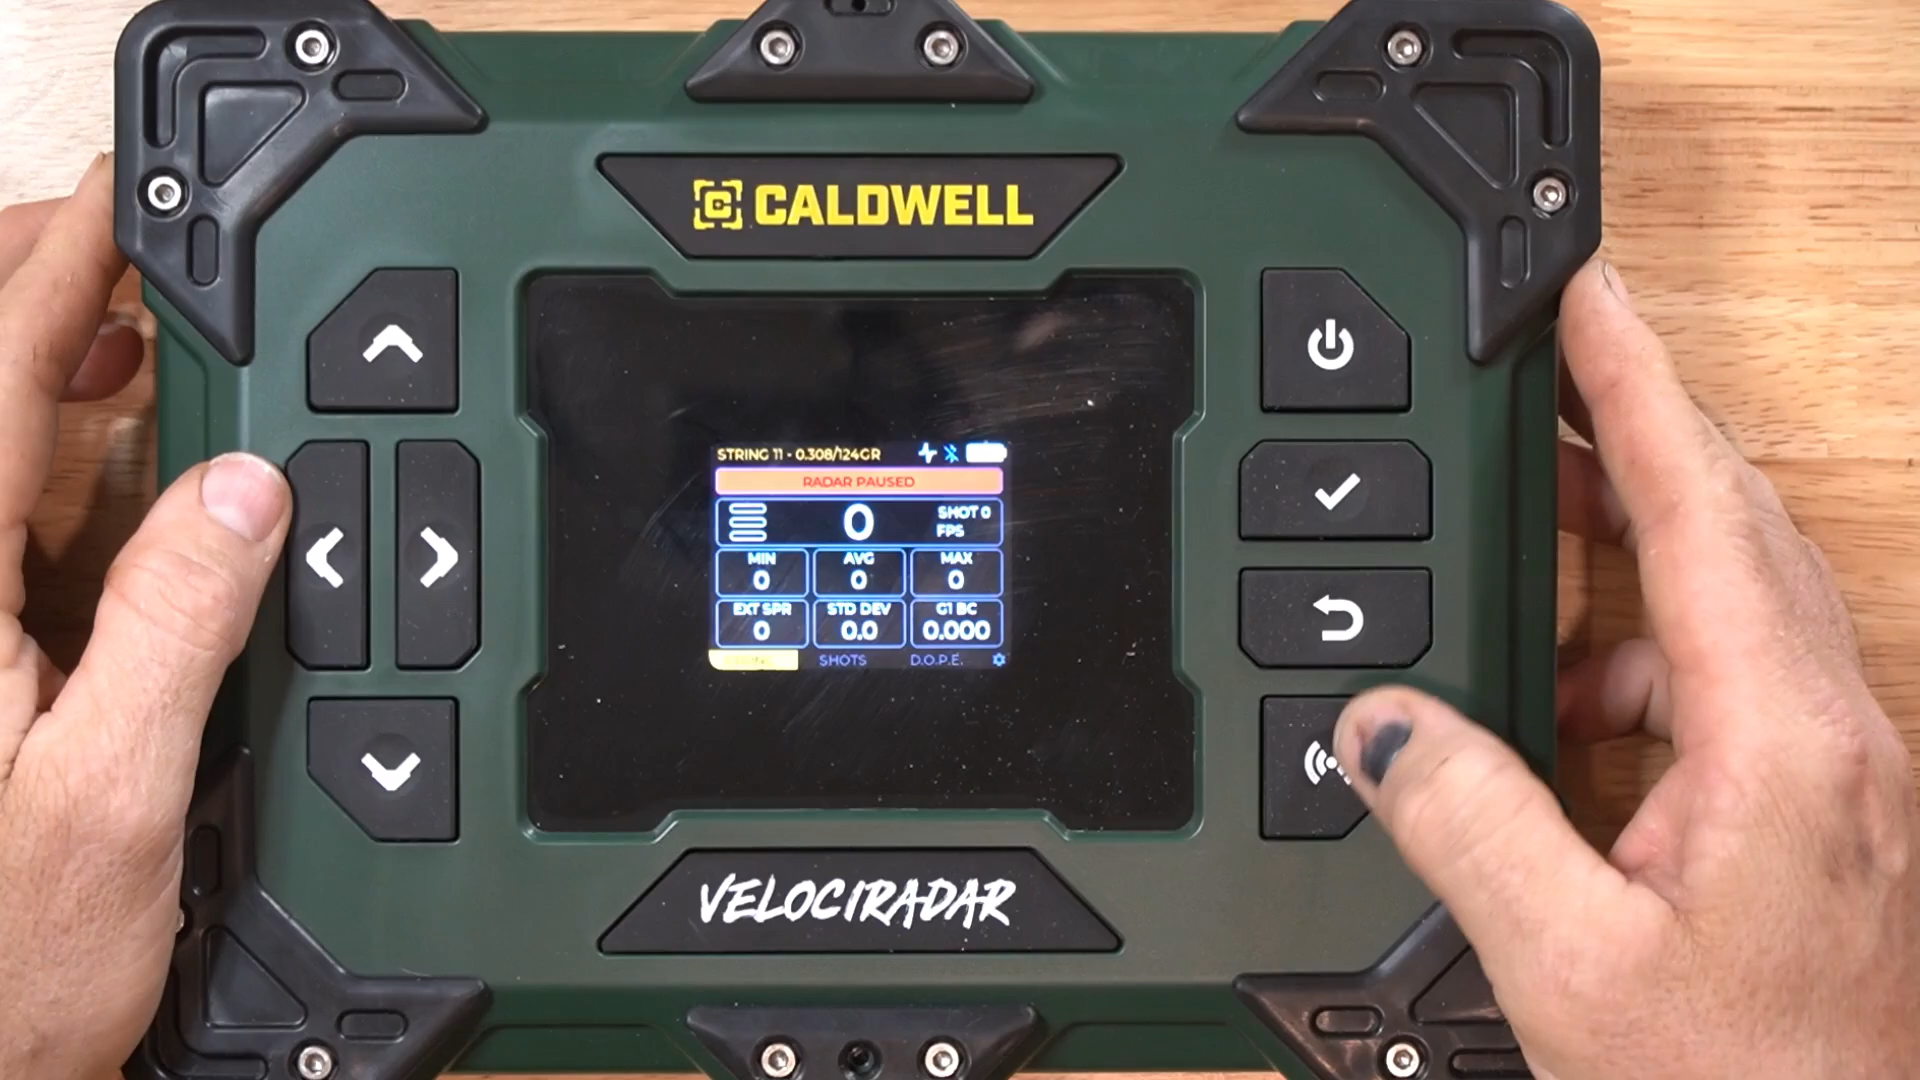 CALDWELL
STRING 11 - 0.308/124GR
RADAR PAUSED
0
SHOT 0
FPS
MIN
0
AVG
0
MAX
0
EXT SPR
0
STD DEV
0.0
G1 BC
0.000
SHOTS
D.O.P.E.
VELOCIRADAR